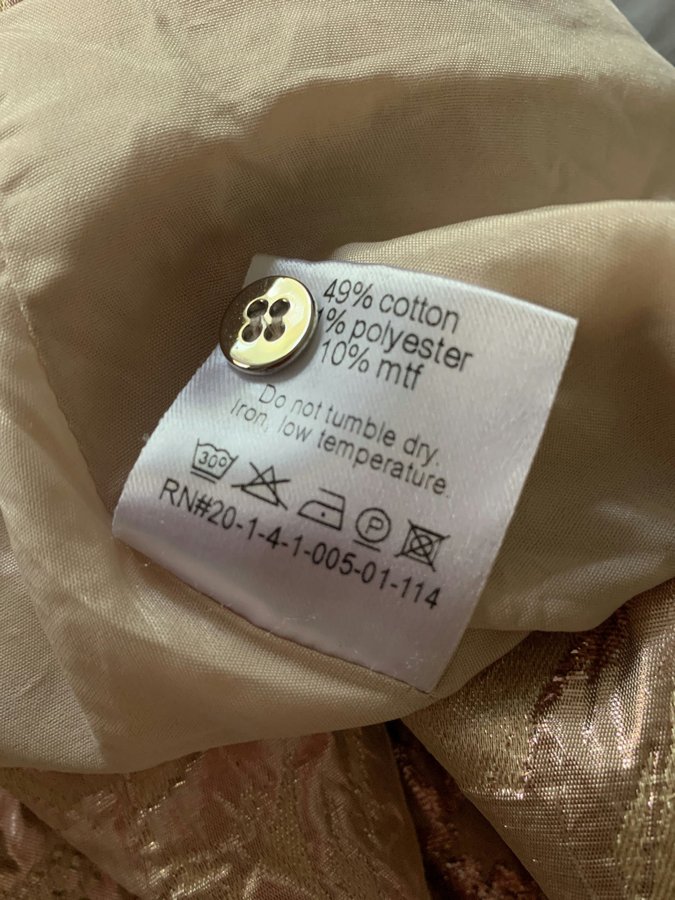 49% cotton
1% polyester
10% mtf
Do not tumble dry.
Iron, low temperature.
30°
P
RN#20-1-4-1-005-01-114